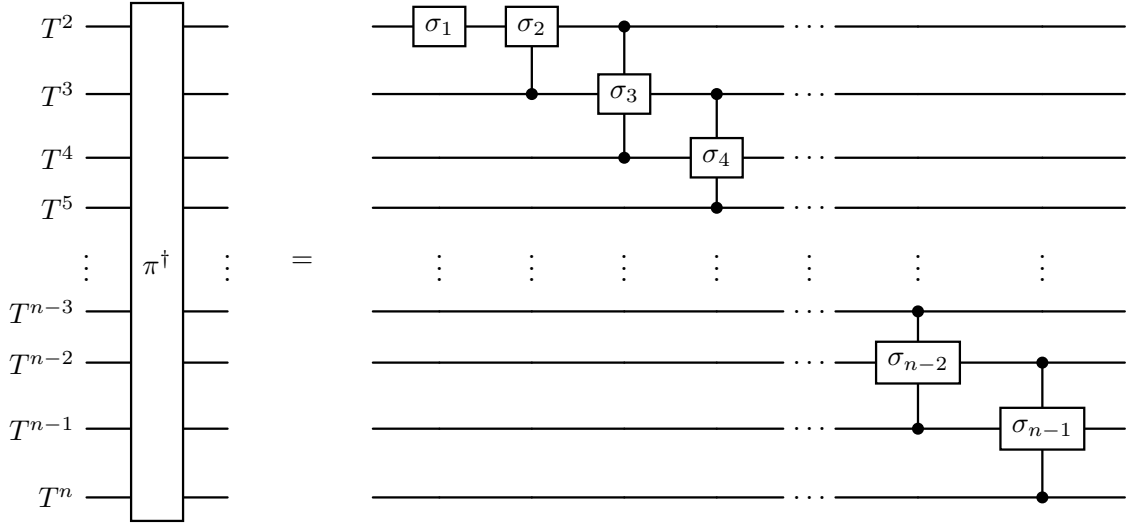 T^2 σ_1 σ_2 · · ·
T^3 σ_3 · · ·
T^4 σ_4 · · ·
T^5 · · ·
⋮ π^† ⋮ = ⋮ ⋮ ⋮ ⋮ ⋮ ⋮ ⋮
T^{n−3} · · ·
T^{n−2} · · · σ_{n−2}
T^{n−1} · · · σ_{n−1}
T^n · · ·